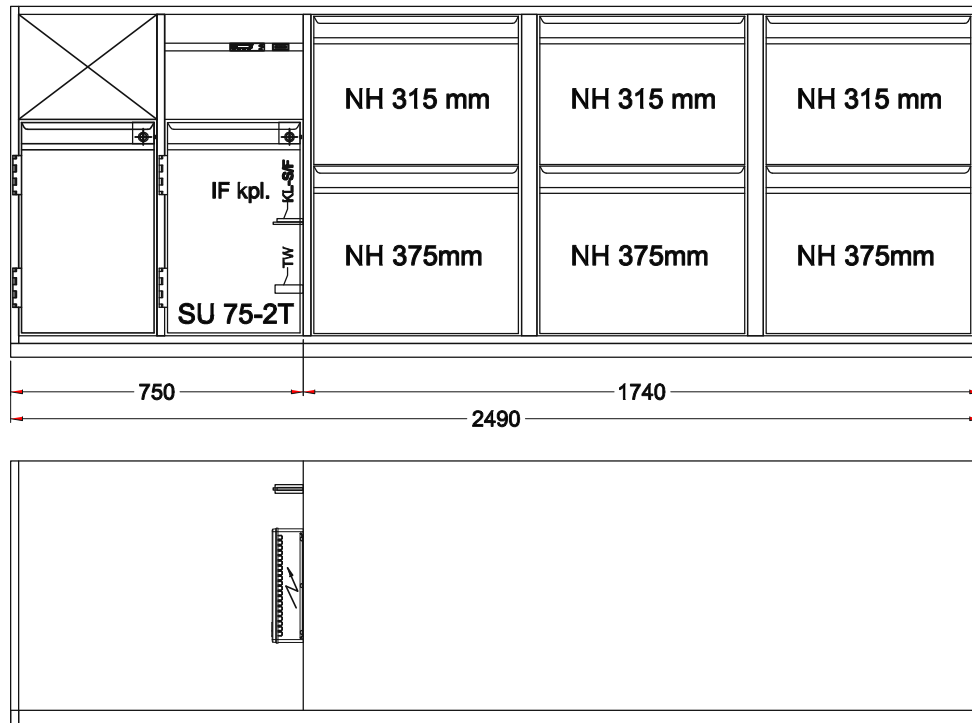 NH 315 mm NH 315 mm NH 315 mm
IF kpl. KL-S/F
NH 375mm NH 375mm NH 375mm
TW
SU 75-2T
750 1740
2490